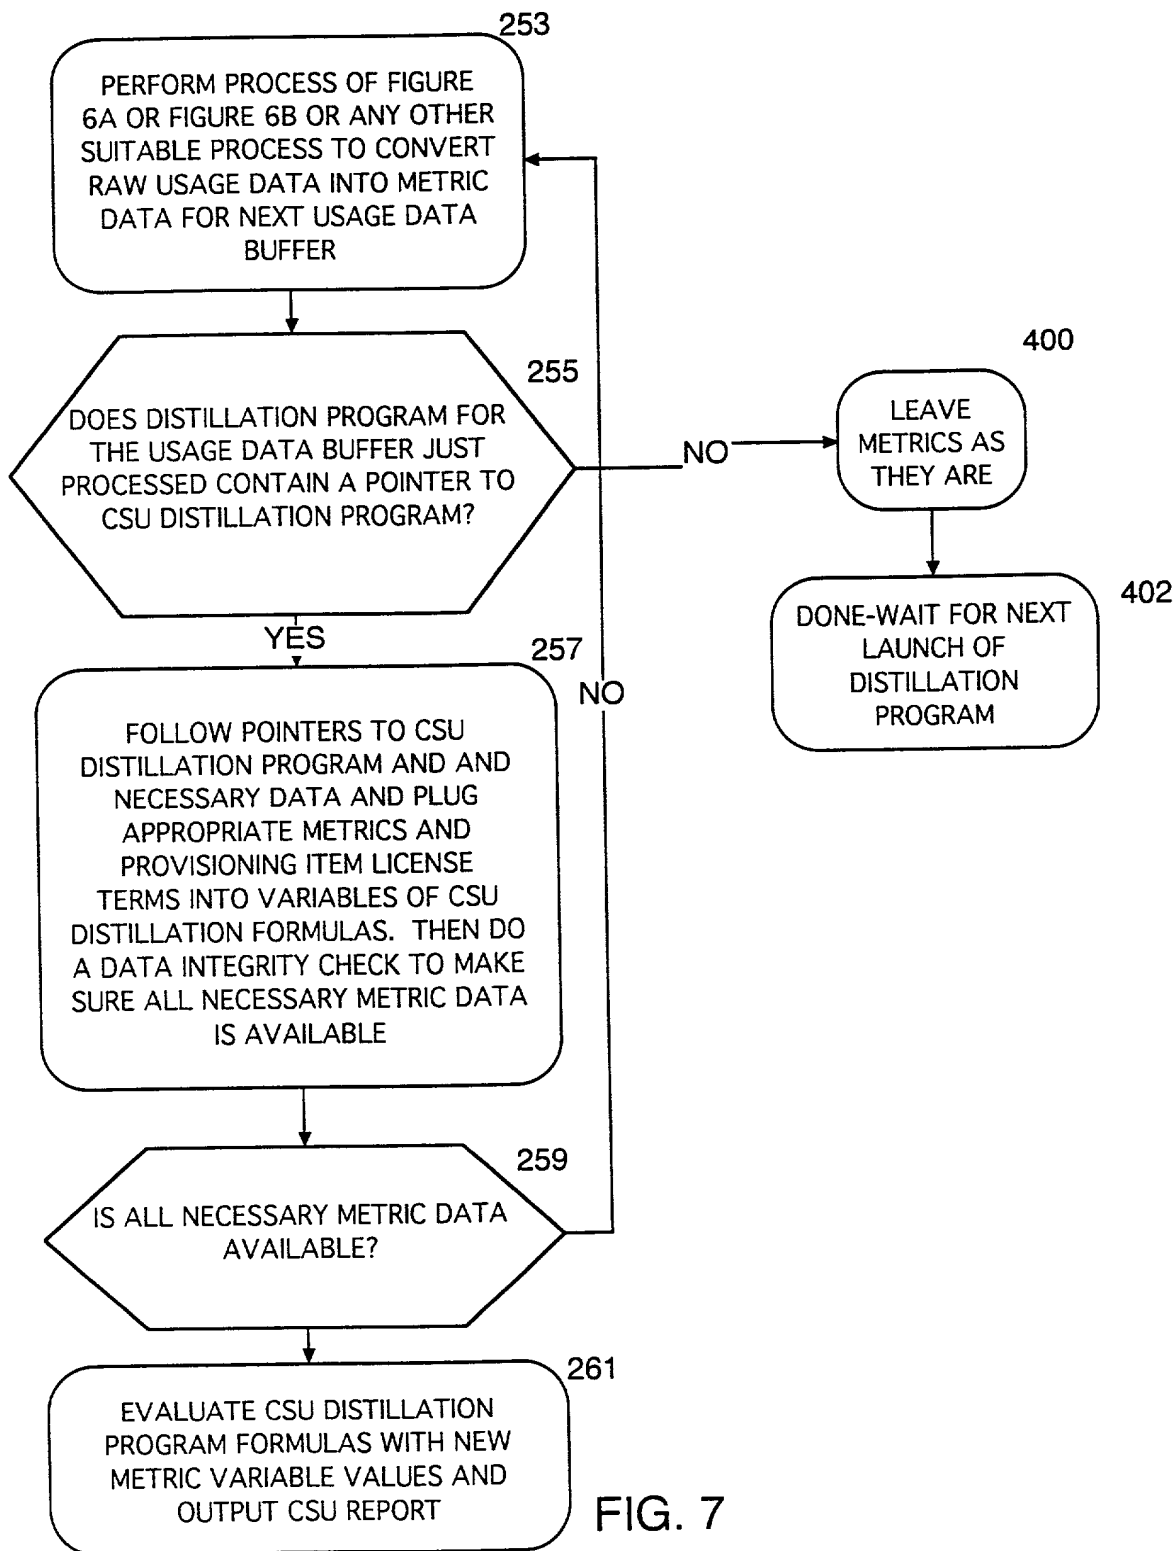 253
PERFORM PROCESS OF FIGURE
6A OR FIGURE 6B OR ANY OTHER
SUITABLE PROCESS TO CONVERT
RAW USAGE DATA INTO METRIC
DATA FOR NEXT USAGE DATA
BUFFER
255
DOES DISTILLATION PROGRAM FOR
THE USAGE DATA BUFFER JUST
PROCESSED CONTAIN A POINTER TO
CSU DISTILLATION PROGRAM?
NO
400
LEAVE
METRICS AS
THEY ARE
402
DONE-WAIT FOR NEXT
LAUNCH OF
DISTILLATION
PROGRAM
YES
257
NO
FOLLOW POINTERS TO CSU
DISTILLATION PROGRAM AND AND
NECESSARY DATA AND PLUG
APPROPRIATE METRICS AND
PROVISIONING ITEM LICENSE
TERMS INTO VARIABLES OF CSU
DISTILLATION FORMULAS. THEN DO
A DATA INTEGRITY CHECK TO MAKE
SURE ALL NECESSARY METRIC DATA
IS AVAILABLE
259
IS ALL NECESSARY METRIC DATA
AVAILABLE?
261
EVALUATE CSU DISTILLATION
PROGRAM FORMULAS WITH NEW
METRIC VARIABLE VALUES AND
OUTPUT CSU REPORT
FIG. 7